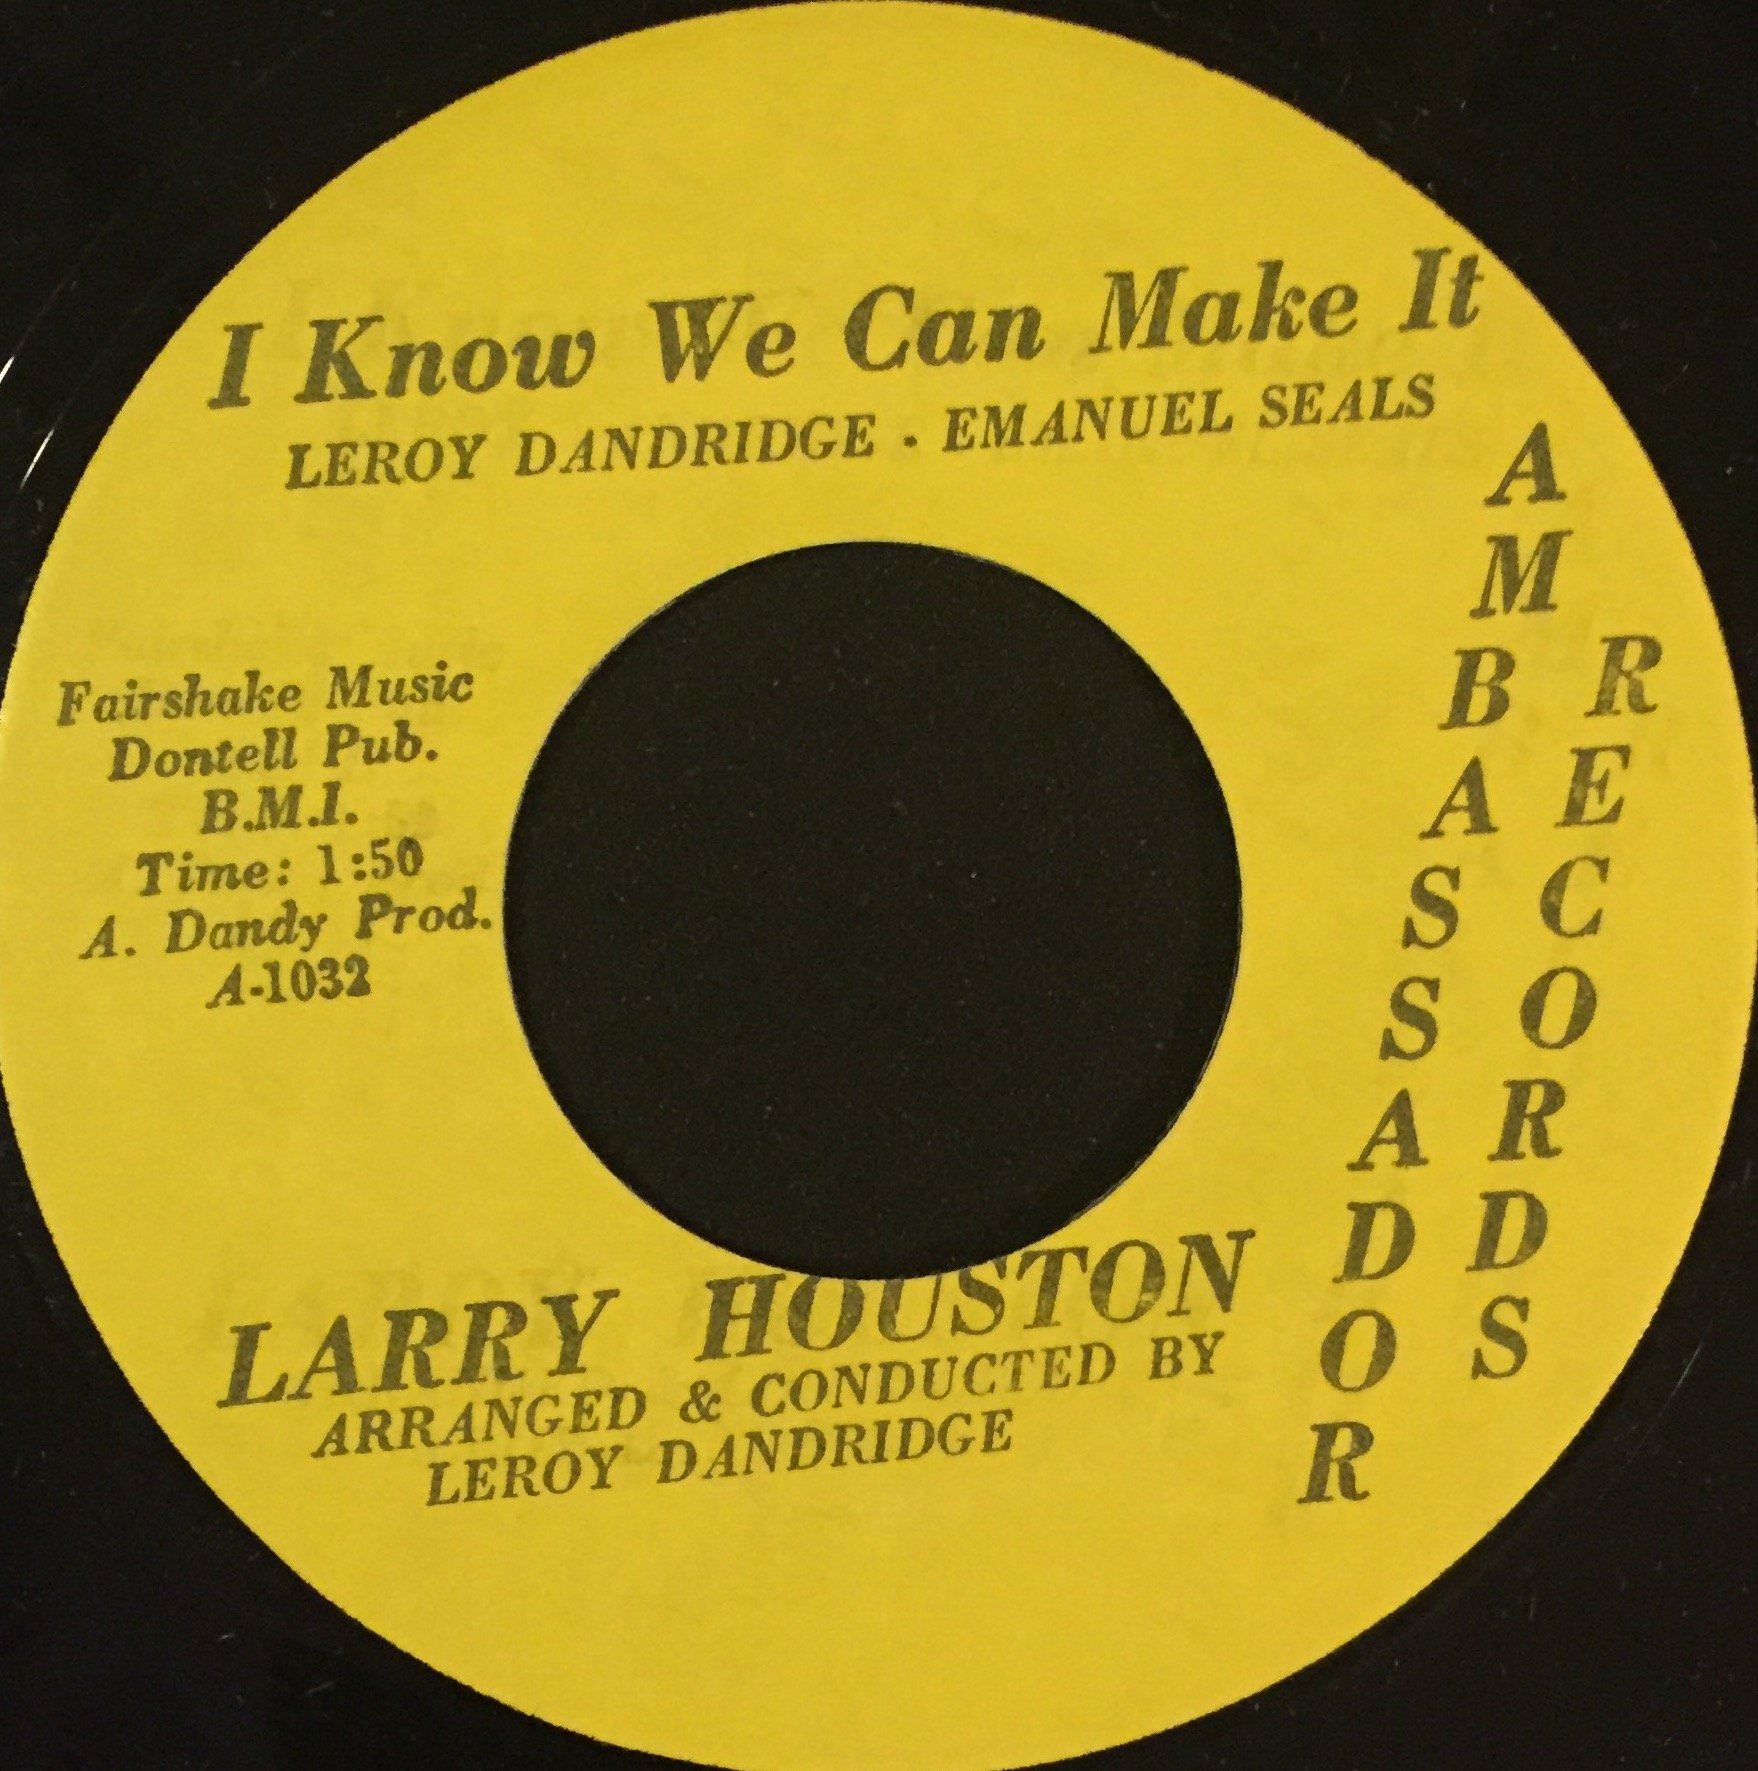 I Know We Can Make It
LEROY DANDRIDGE . EMANUEL SEALS
Fairshake Music
Dontell Pub.
B.M.I.
Time: 1:50
A. Dandy Prod.
A-1032
AMBASSADOR
RECORDS
LARRY HOUSTON
ARRANGED & CONDUCTED BY
LEROY DANDRIDGE